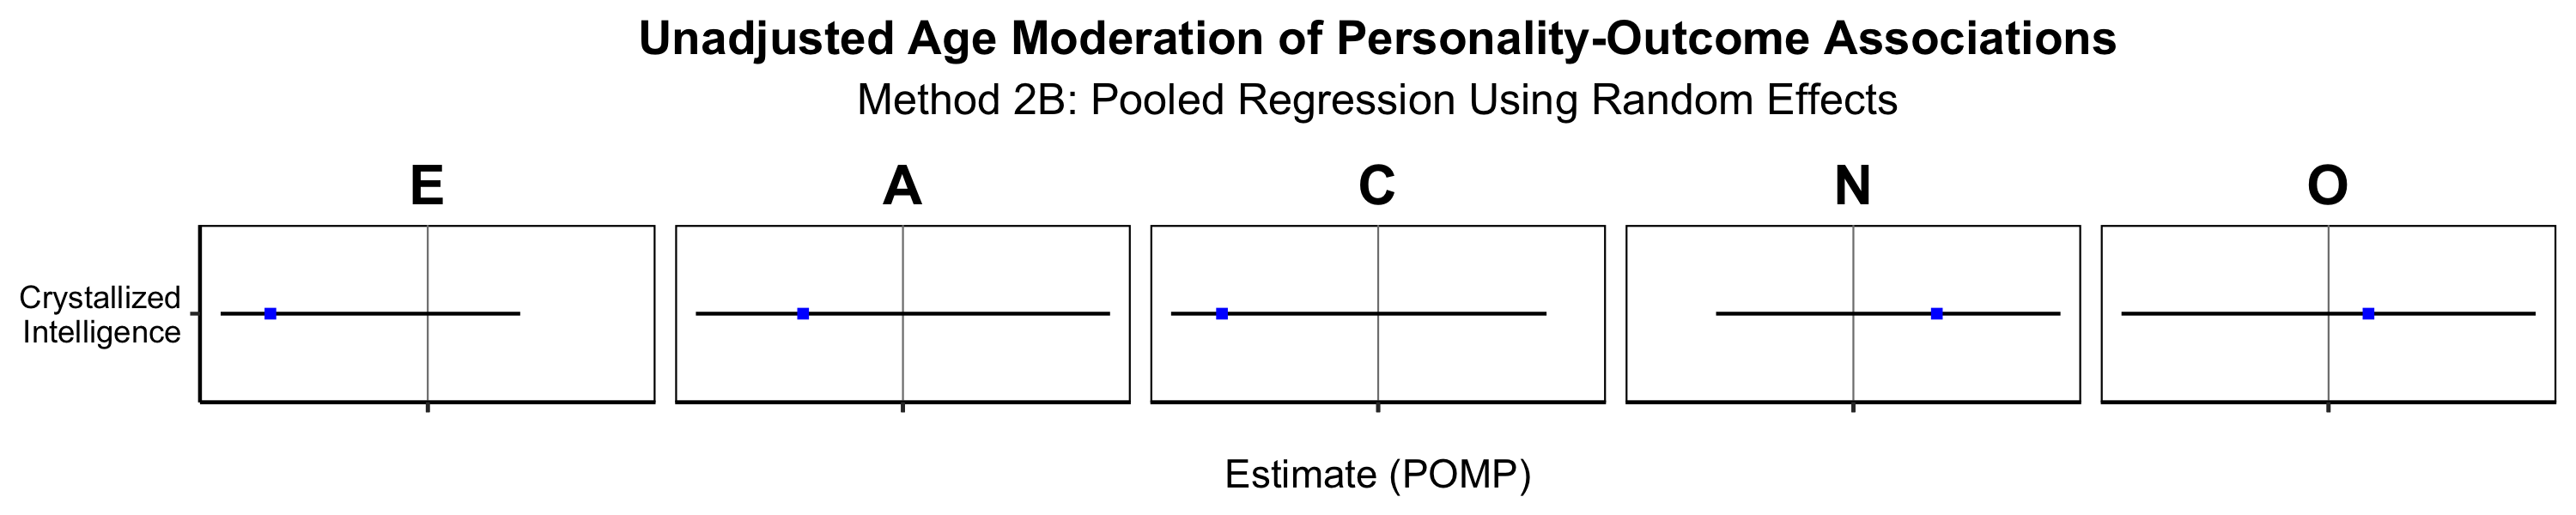 Unadjusted Age Moderation of Personality-Outcome Associations
Method 2B: Pooled Regression Using Random Effects
E A C N O
Crystallized
Intelligence
Estimate (POMP)